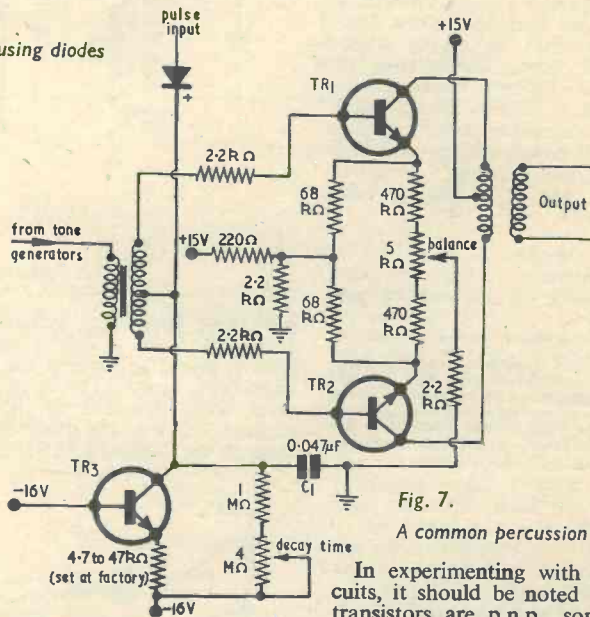 pulse
input
using diodes
+
+15V
TR1
2·2kΩ
68
kΩ
470
kΩ
Output
from tone
generators
+15V
220Ω
5
kΩ
balance
2·2
kΩ
68
kΩ
470
kΩ
2·2kΩ
TR2
2·2
kΩ
0·047μF
C1
TR3
-16V
1
MΩ
4
MΩ
decay time
4·7 to 47kΩ
(set at factory)
-16V
Fig. 7.
A common percussion
In experimenting with
cuits, it should be noted
transistors are p.n.p., som